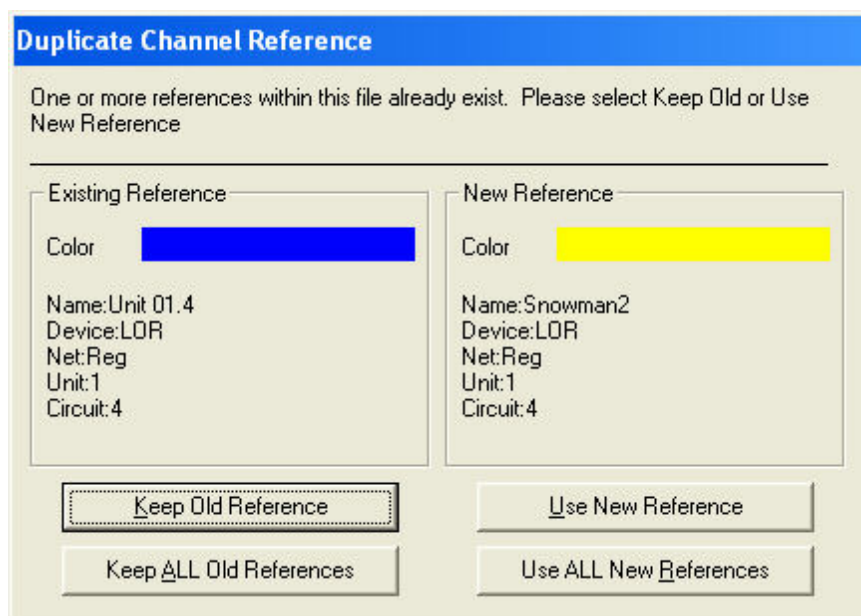 Duplicate Channel Reference
One or more references within this file already exist.  Please select Keep Old or Use
New Reference
Existing Reference
Color
Name:Unit 01.4
Device:LOR
Net:Reg
Unit:1
Circuit:4
New Reference
Color
Name:Snowman2
Device:LOR
Net:Reg
Unit:1
Circuit:4
Keep Old Reference
Use New Reference
Keep ALL Old References
Use ALL New References